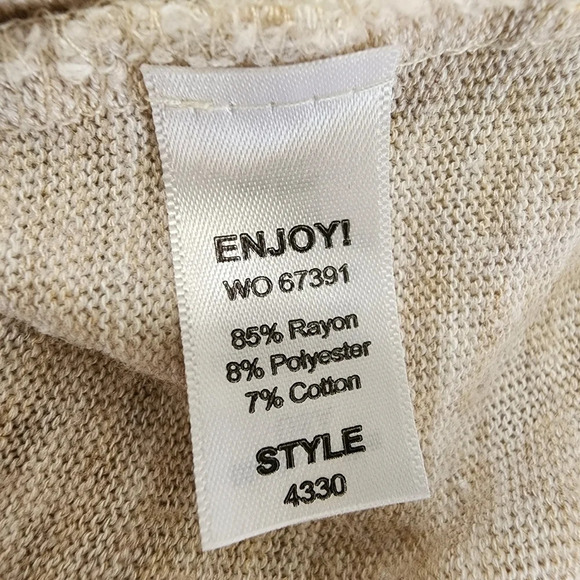 ENJOY!
WO 67391
85% Rayon
8% Polyester
7% Cotton
STYLE
4330